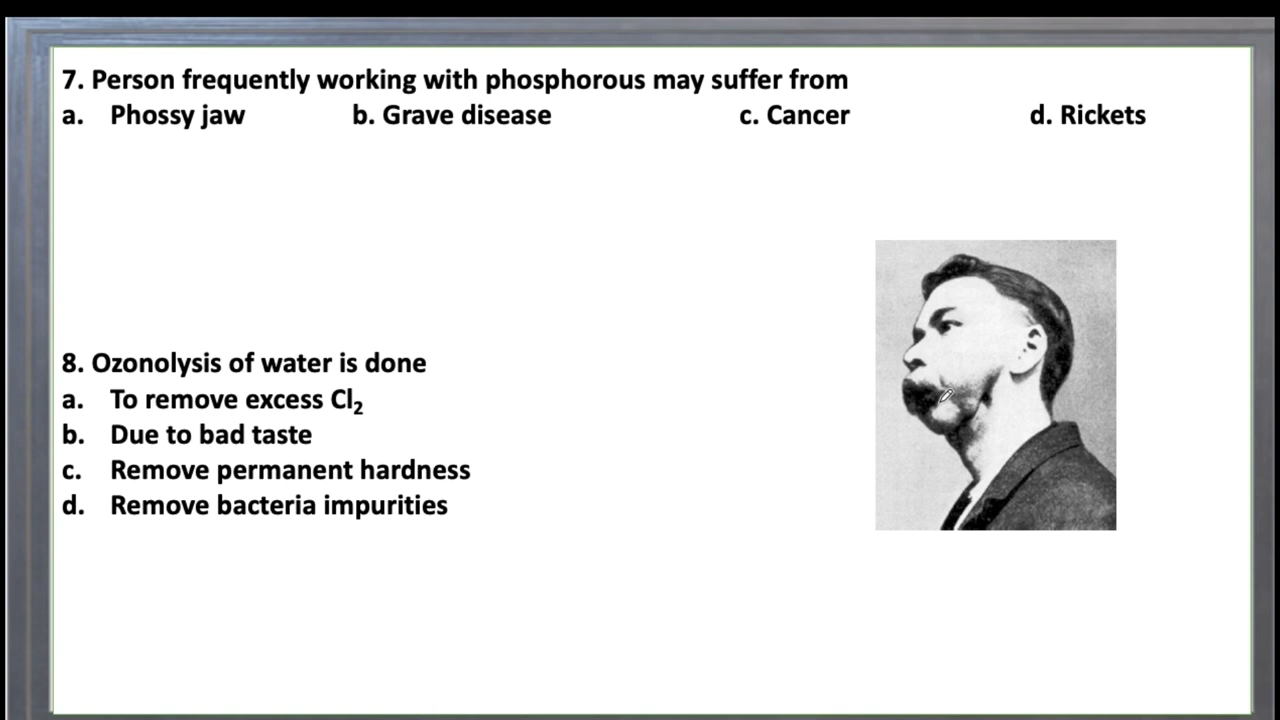 7. Person frequently working with phosphorous may suffer from
a. Phossy jaw b. Grave disease c. Cancer d. Rickets
8. Ozonolysis of water is done
a. To remove excess Cl₂
b. Due to bad taste
c. Remove permanent hardness
d. Remove bacteria impurities